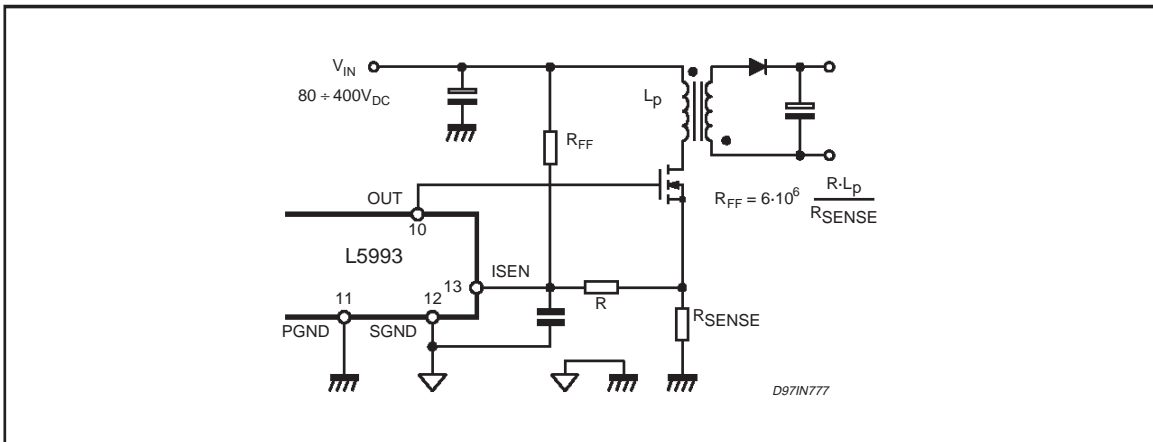 V_IN
80 ÷ 400V_DC
L_p
R_FF
R_FF = 6·10^6 R·L_p / R_SENSE
OUT
10
L5993
13
ISEN
11
12
R
R_SENSE
PGND
SGND
D97IN777